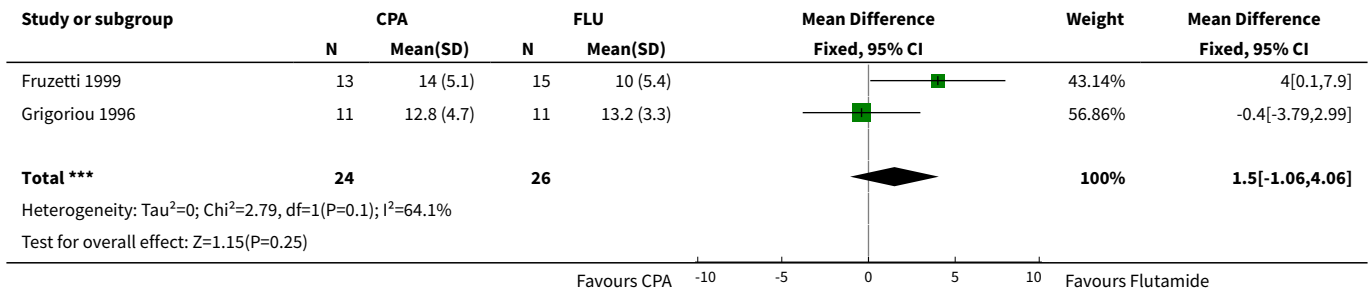 Study or subgroup CPA FLU Mean Difference Weight Mean Difference
N Mean(SD) N Mean(SD) Fixed, 95% CI Fixed, 95% CI
Fruzetti 1999 13 14 (5.1) 15 10 (5.4) 43.14% 4[0.1,7.9]
Grigoriou 1996 11 12.8 (4.7) 11 13.2 (3.3) 56.86% -0.4[-3.79,2.99]
Total *** 24 26 100% 1.5[-1.06,4.06]
Heterogeneity: Tau²=0; Chi²=2.79, df=1(P=0.1); I²=64.1%
Test for overall effect: Z=1.15(P=0.25)
Favours CPA -10 -5 0 5 10 Favours Flutamide